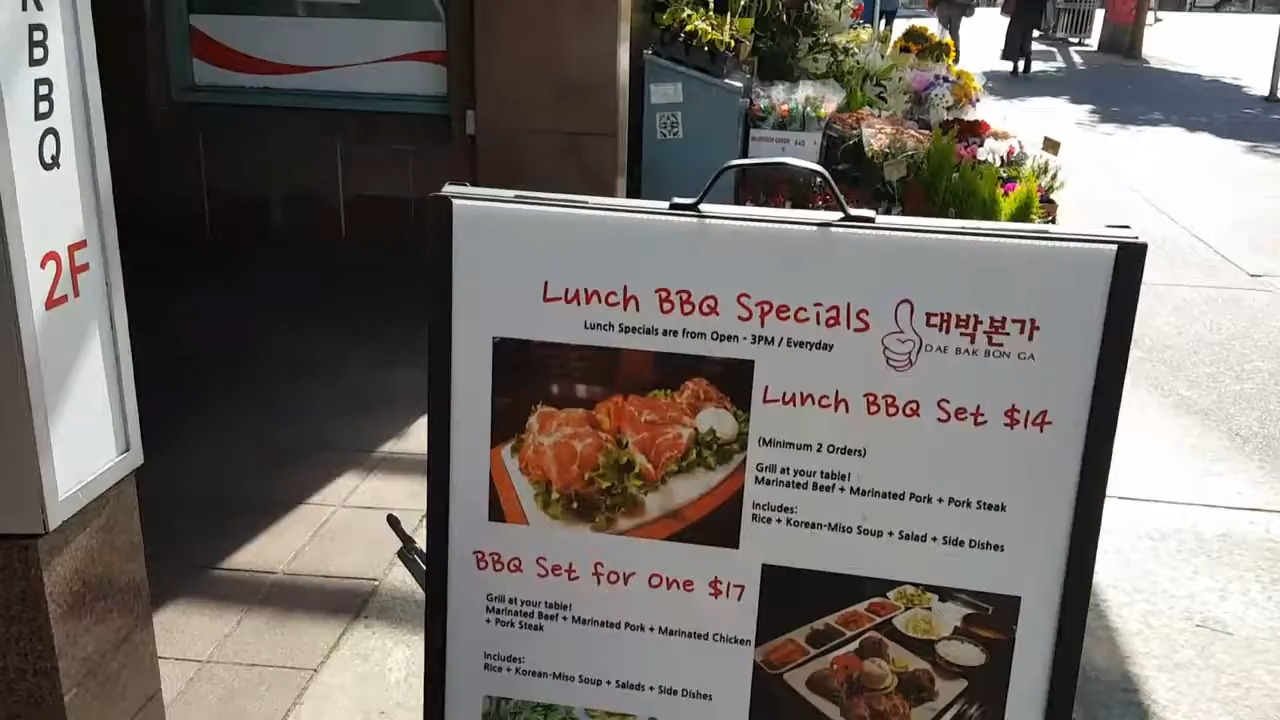 BBQ
2F
Lunch BBQ Specials
Lunch Specials are from Open - 3PM / Everyday
대박본가
DAE BAK BON GA
Lunch BBQ Set $14
(Minimum 2 Orders)
Grill at your table!
Marinated Beef + Marinated Pork + Pork Steak
Includes:
Rice + Korean-Miso Soup + Salad + Side Dishes
BBQ Set for One $17
Grill at your table!
Marinated Beef + Marinated Pork + Marinated Chicken
+ Pork Steak
Includes:
Rice + Korean-Miso Soup + Salads + Side Dishes